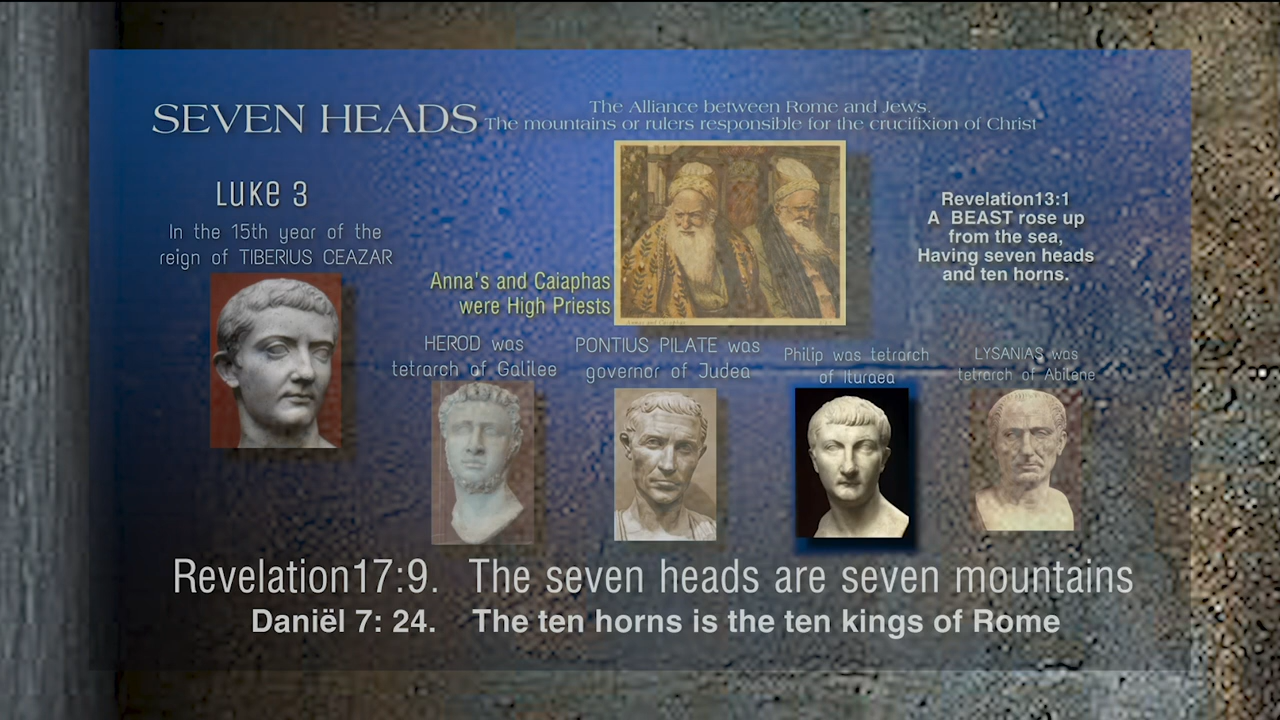 SEVEN HEADS
The Alliance between Rome and Jews.
The mountains or rulers responsible for the crucifixion of Christ
Luke 3
In the 15th year of the
reign of TIBERIUS CEAZAR
Anna's and Caiaphas
were High Priests
Revelation13:1
A BEAST rose up
from the sea,
Having seven heads
and ten horns.
HEROD was
tetrarch of Galilee
PONTIUS PILATE was
governor of Judea
Philip was tetrarch
of Ituraea
LYSANIAS was
tetrarch of Abilene
Revelation17:9. The seven heads are seven mountains
Daniël 7: 24. The ten horns is the ten kings of Rome